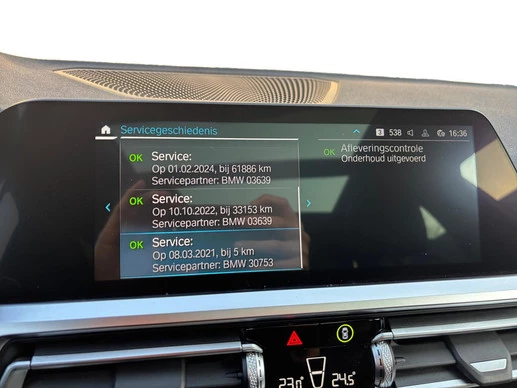 Servicegeschiedenis
538
16:36
OK Service:
Op 01.02.2024, bij 61886 km
Servicepartner: BMW 03639
OK Service:
Op 10.10.2022, bij 33153 km
Servicepartner: BMW 03639
OK Service:
Op 08.03.2021, bij 5 km
Servicepartner: BMW 30753
OK Afleveringscontrole
Onderhoud uitgevoerd
23.0
24.5°